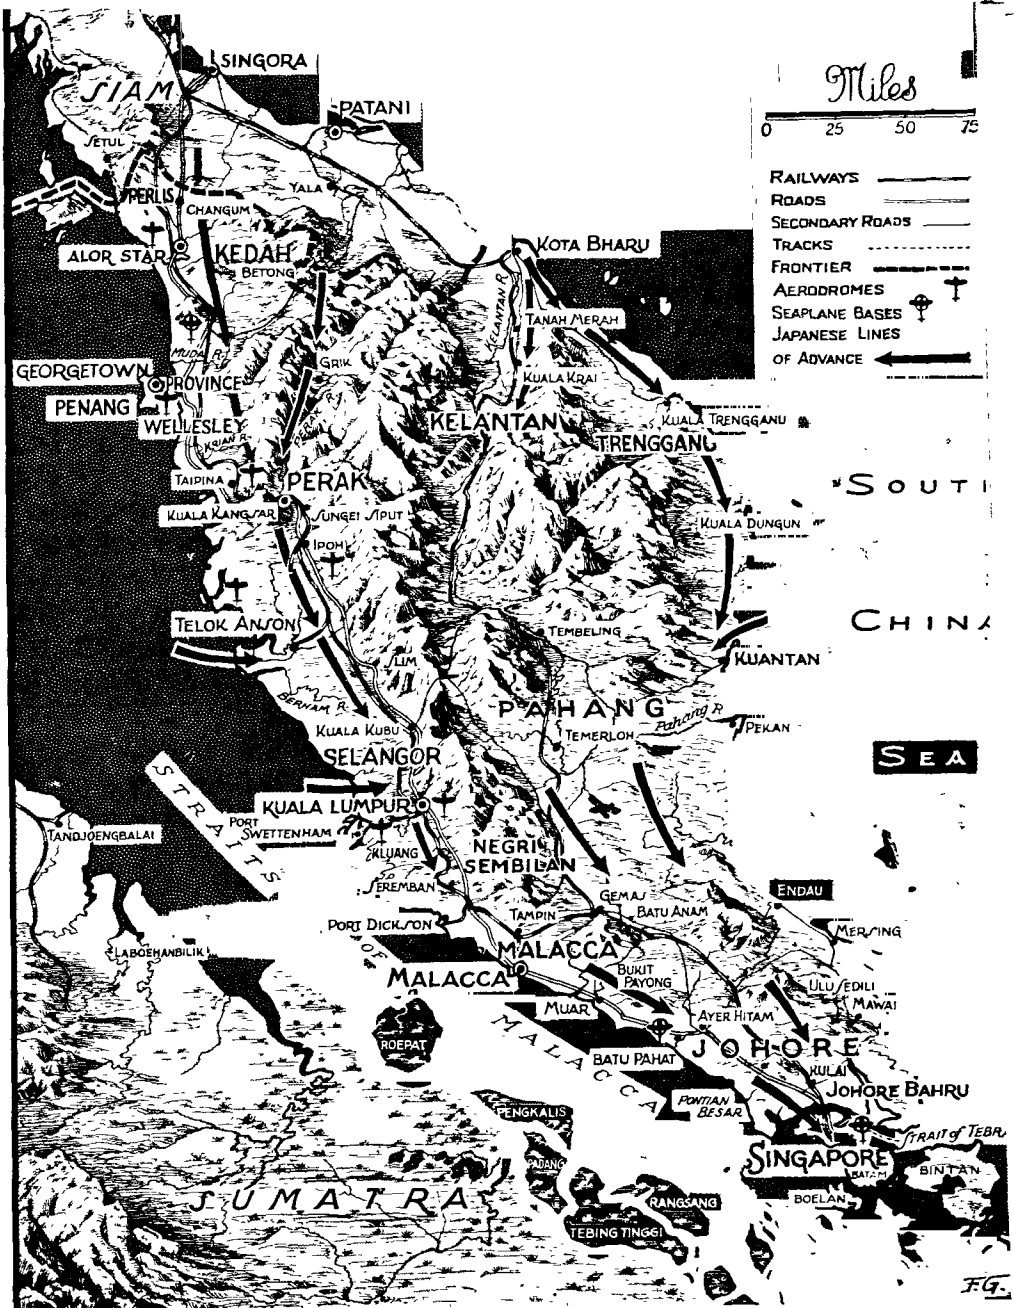 SINGORA
SIAM
PATANI
SETUL
YALA
PERLIS
CHANGUM
KOTA BHARU
ALOR STAR
KEDAH
BETONG
KELANTAN R.
TANAH MERAH
MUDA R.
GRIK
GEORGETOWN
PROVINCE
WELLESLEY
PENANG
KUALA KRAI
KELANTAN
KUALA TRENGGANU
TRENGGANU
KRIAN R.
TAIPINA
PERAK
KUALA KANGSAR
SUNGEI SIPUT
KUALA DUNGUN
IPOH
TELOK ANSON
TEMBELING
KUANTAN
SLIM
BERNAM R.
PAHANG
PAHANG R.
PEKAN
KUALA KUBU
TEMERLOH
SELANGOR
KUALA LUMPUR
PORT
SWETTENHAM
KLUANG
NEGRI
SEMBILAN
SEREMBAN
GEMAS
BATU ANAM
ENDAU
PORT DICKSON
TAMPIN
MERSING
MALACCA
MALACCA
BUKIT
PAYONG
ULU SEDILI
MAWAI
MUAR
AYER HITAM
BATU PAHAT
JOHORE
KULAI
JOHORE BAHRU
PONTIAN
BESAR
STRAIT OF TEBR
SINGAPORE
BATAM
BINTAN
BOELAN
TANDJOENGBALAI
LABOEHANBILIK
STRAITS
OF
MALACCA
ROEPAT
PENGKALIS
PADANG
RANGSANG
TEBING TINGGI
SUMATRA
SOUTH
CHINA
SEA
Miles
0 25 50 75
RAILWAYS
ROADS
SECONDARY ROADS
TRACKS
FRONTIER
AERODROMES
SEAPLANE BASES
JAPANESE LINES
OF ADVANCE
F.G.